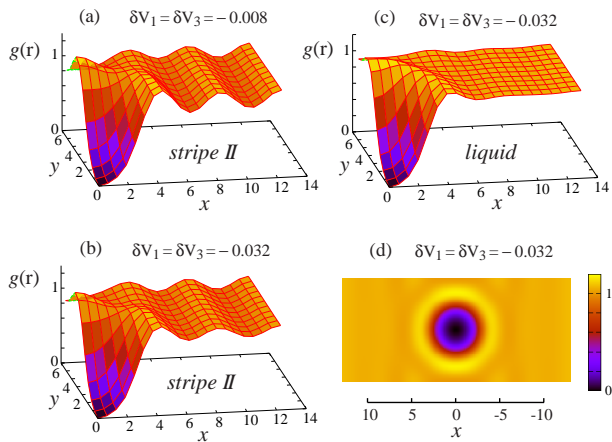 (a) δV₁ = δV₃ = − 0.008
g(r)
1
0
6
4
y 2
0
0 2 4 6 8 10 12 14
x
stripe II
(c) δV₁ = δV₃ = − 0.032
g(r)
1
0
6
4
y 2
0
0 2 4 6 8 10 12 14
x
liquid
(b) δV₁ = δV₃ = − 0.032
g(r)
1
0
6
4
y 2
0
0 2 4 6 8 10 12 14
x
stripe II
(d) δV₁ = δV₃ = − 0.032
1
0
10 5 0 -5 -10
x